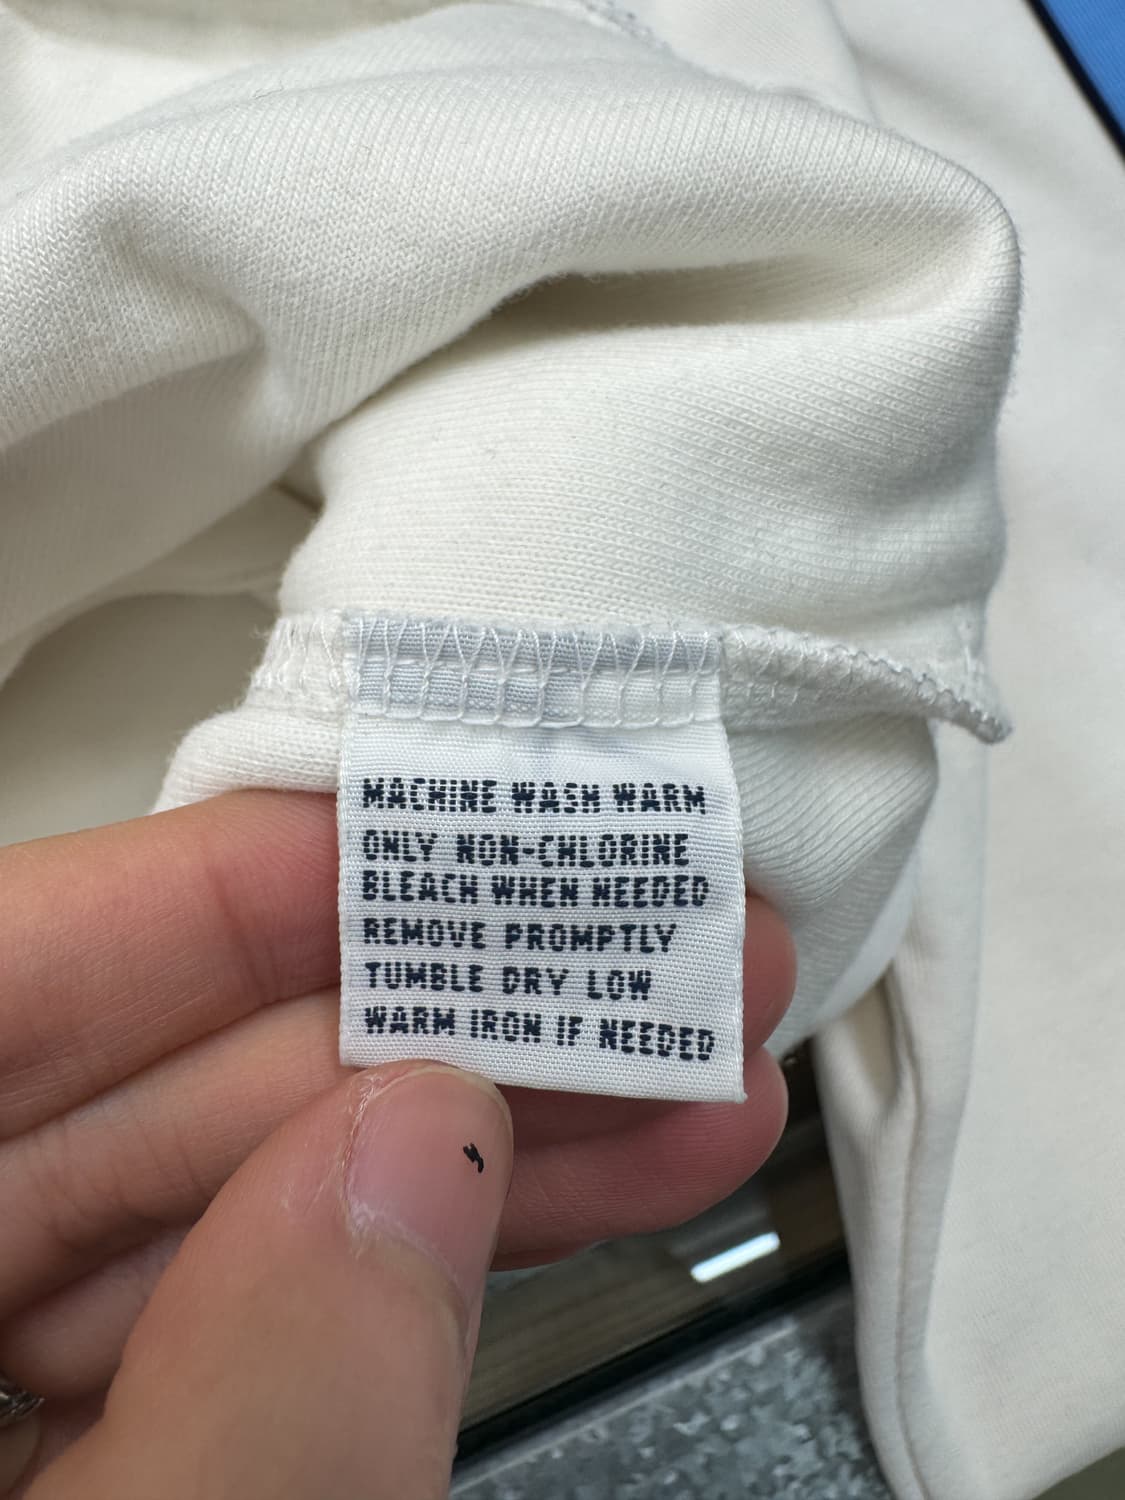 MACHINE WASH WARM
ONLY NON-CHLORINE
BLEACH WHEN NEEDED
REMOVE PROMPTLY
TUMBLE DRY LOW
WARM IRON IF NEEDED